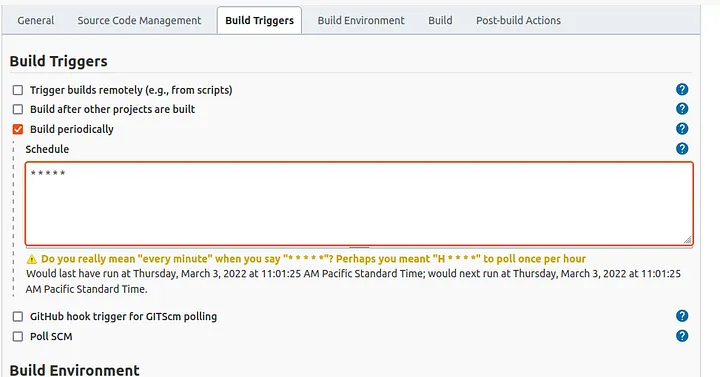 General Source Code Management Build Triggers Build Environment Build Post-build Actions
Build Triggers
Trigger builds remotely (e.g., from scripts) ?
Build after other projects are built ?
Build periodically ?
Schedule ?
* * * * *
Do you really mean "every minute" when you say "* * * * *"? Perhaps you meant "H * * * *" to poll once per hour
Would last have run at Thursday, March 3, 2022 at 11:01:25 AM Pacific Standard Time; would next run at Thursday, March 3, 2022 at 11:01:25
AM Pacific Standard Time.
GitHub hook trigger for GITScm polling ?
Poll SCM ?
Build Environment